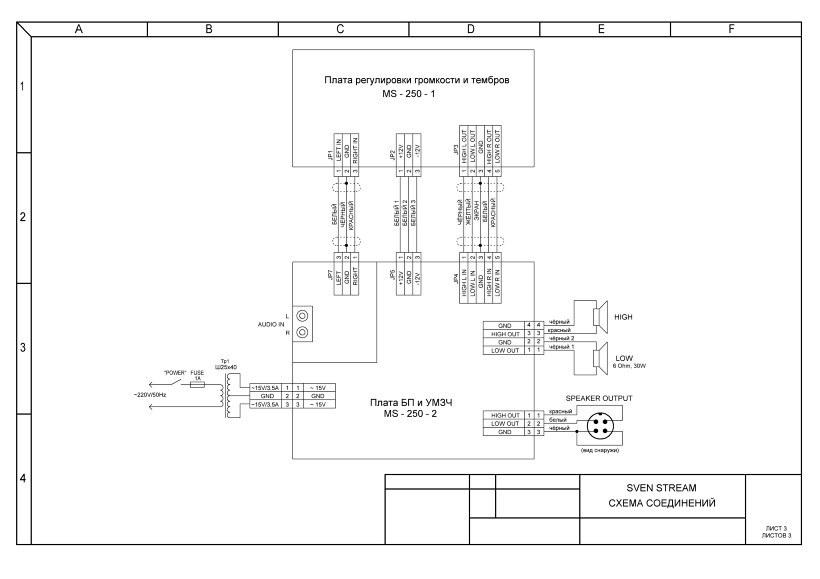 A B C D E F
1
Плата регулировки громкости и тембров
MS - 250 - 1
JP1
LEFT IN
GND
RIGHT IN
1 2 3
JP2
+12V
GND
-12V
1 2 3
JP3
HIGH L OUT
LOW L OUT
GND
HIGH R OUT
LOW R OUT
1 2 3 4 5
2
БЕЛЫЙ
ЧЁРНЫЙ
КРАСНЫЙ
БЕЛЫЙ 1
БЕЛЫЙ 2
БЕЛЫЙ 3
ЧЁРНЫЙ
ЖЁЛТЫЙ
ЭКРАН
БЕЛЫЙ
КРАСНЫЙ
JP7
3 2 1
LEFT
GND
RIGHT
JP5
1 2 3
+12V
GND
-12V
JP4
1 2 3 4 5
HIGH L IN
LOW L IN
GND
HIGH R IN
LOW R IN
3
AUDIO IN
L
R
GND 4 4 чёрный
HIGH OUT 3 3 красный
GND 2 2 чёрный 2
LOW OUT 1 1 чёрный 1
HIGH
LOW
6 Ohm, 30W
"POWER"
FUSE
1A
Тр1
Ш25х40
~220V/50Hz
~15V/3,5A 1 1 ~ 15V
GND 2 2 GND
~15V/3,5A 3 3 ~ 15V
Плата БП и УМЗЧ
MS - 250 - 2
SPEAKER OUTPUT
HIGH OUT 1 1 красный
LOW OUT 2 2 белый
GND 3 3 чёрный
(вид снаружи)
4
SVEN STREAM
СХЕМА СОЕДИНЕНИЙ
ЛИСТ 3
ЛИСТОВ 3